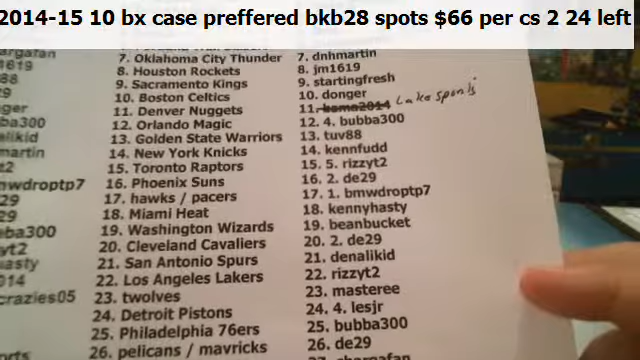 2014-15 10 bx case preffered bkb28 spots $66 per cs 2 24 left
7. Oklahoma City Thunder
8. Houston Rockets
9. Sacramento Kings
10. Boston Celtics
11. Denver Nuggets
12. Orlando Magic
13. Golden State Warriors
14. New York Knicks
15. Toronto Raptors
16. Phoenix Suns
17. hawks / pacers
18. Miami Heat
19. Washington Wizards
20. Cleveland Cavaliers
21. San Antonio Spurs
22. Los Angeles Lakers
23. twolves
24. Detroit Pistons
25. Philadelphia 76ers
26. pelicans / mavricks
7. dnhmartin
8. jm1619
9. startingfresh
10. donger
11. kama2014 Lake sports
12. 4. bubba300
13. tuv88
14. kennfudd
15. 5. rizzyt2
16. 2. de29
17. 1. bmwdroptp7
18. kennyhasty
19. beanbucket
20. 2. de29
21. denalikid
22. rizzyt2
23. masteree
24. 4. lesjr
25. bubba300
26. de29